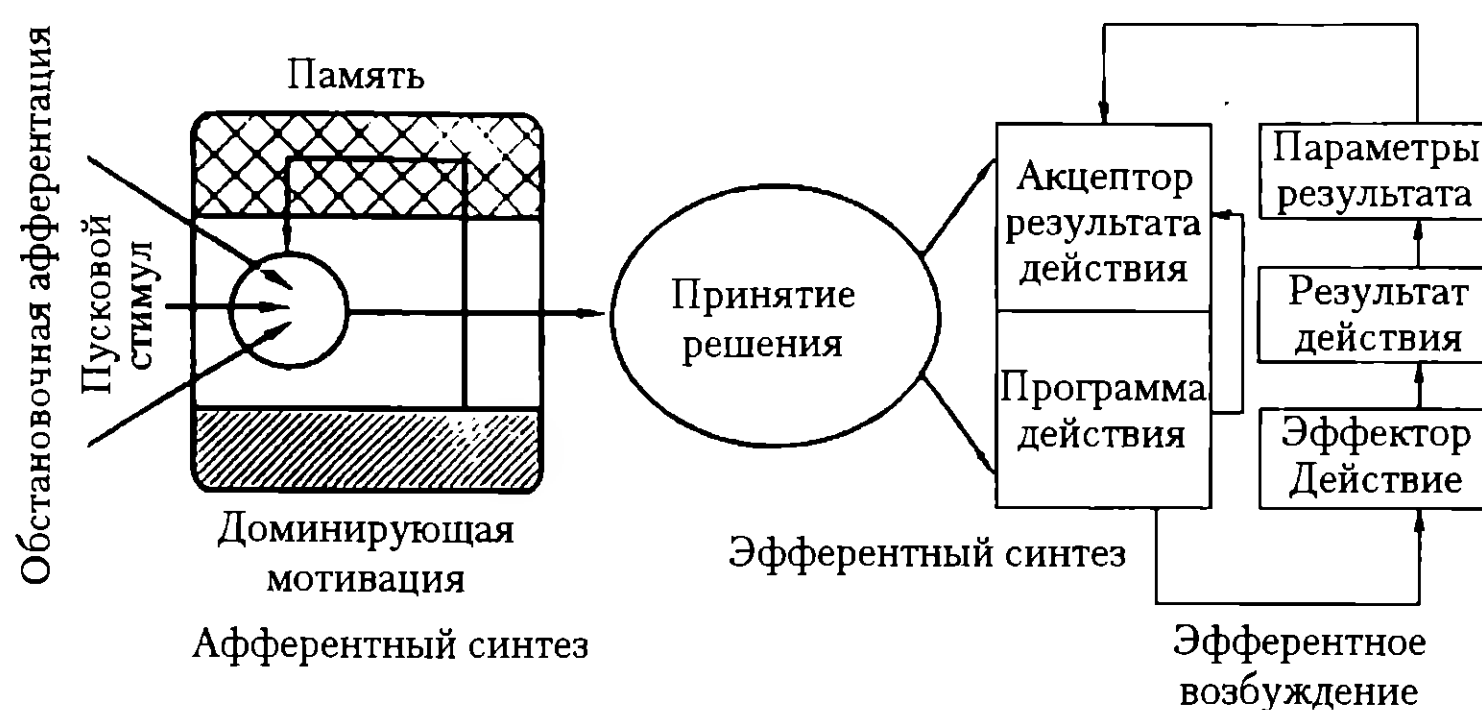 Обстановочная афферентация
Пусковой
стимул
Память
Доминирующая
мотивация
Афферентный синтез
Принятие
решения
Эфферентный синтез
Акцептор
результата
действия
Программа
действия
Параметры
результата
Результат
действия
Эффектор
Действие
Эфферентное
возбуждение